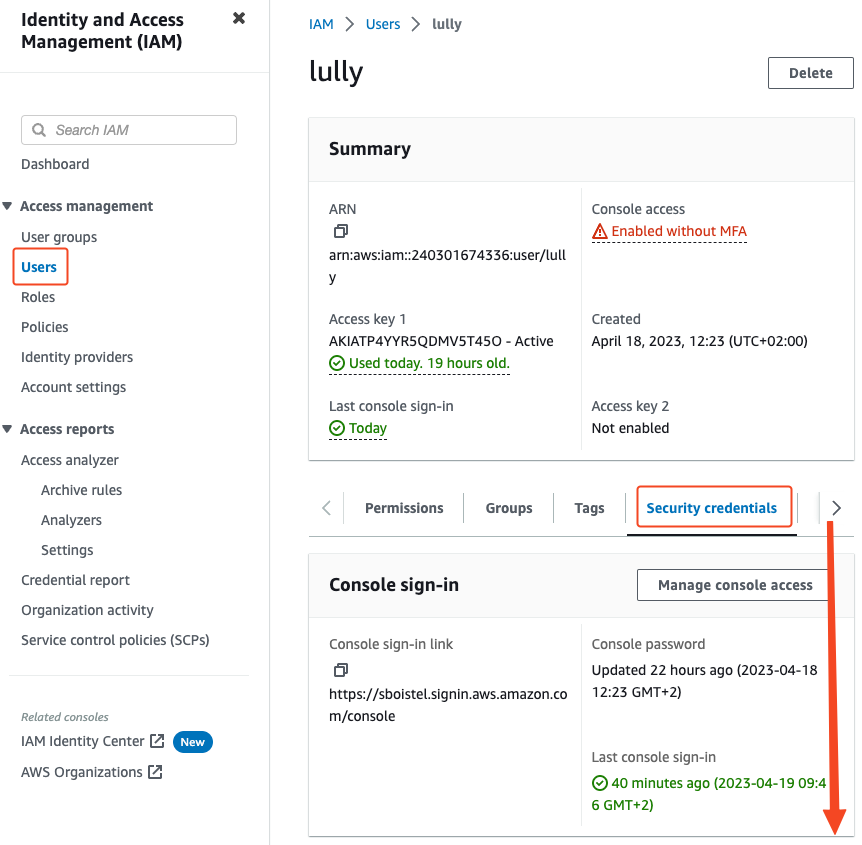 Identity and Access
Management (IAM)
Search IAM
Dashboard
Access management
User groups
Users
Roles
Policies
Identity providers
Account settings
Access reports
Access analyzer
Archive rules
Analyzers
Settings
Credential report
Organization activity
Service control policies (SCPs)
Related consoles
IAM Identity Center New
AWS Organizations
IAM Users lully
lully
Delete
Summary
ARN
arn:aws:iam::240301674336:user/lull
y
Console access
Enabled without MFA
Access key 1
AKIATP4YYR5QDMV5T45O - Active
Used today. 19 hours old.
Created
April 18, 2023, 12:23 (UTC+02:00)
Last console sign-in
Today
Access key 2
Not enabled
Permissions Groups Tags Security credentials
Console sign-in
Manage console access
Console sign-in link
https://sboistel.signin.aws.amazon.co
m/console
Console password
Updated 22 hours ago (2023-04-18
12:23 GMT+2)
Last console sign-in
40 minutes ago (2023-04-19 09:4
6 GMT+2)